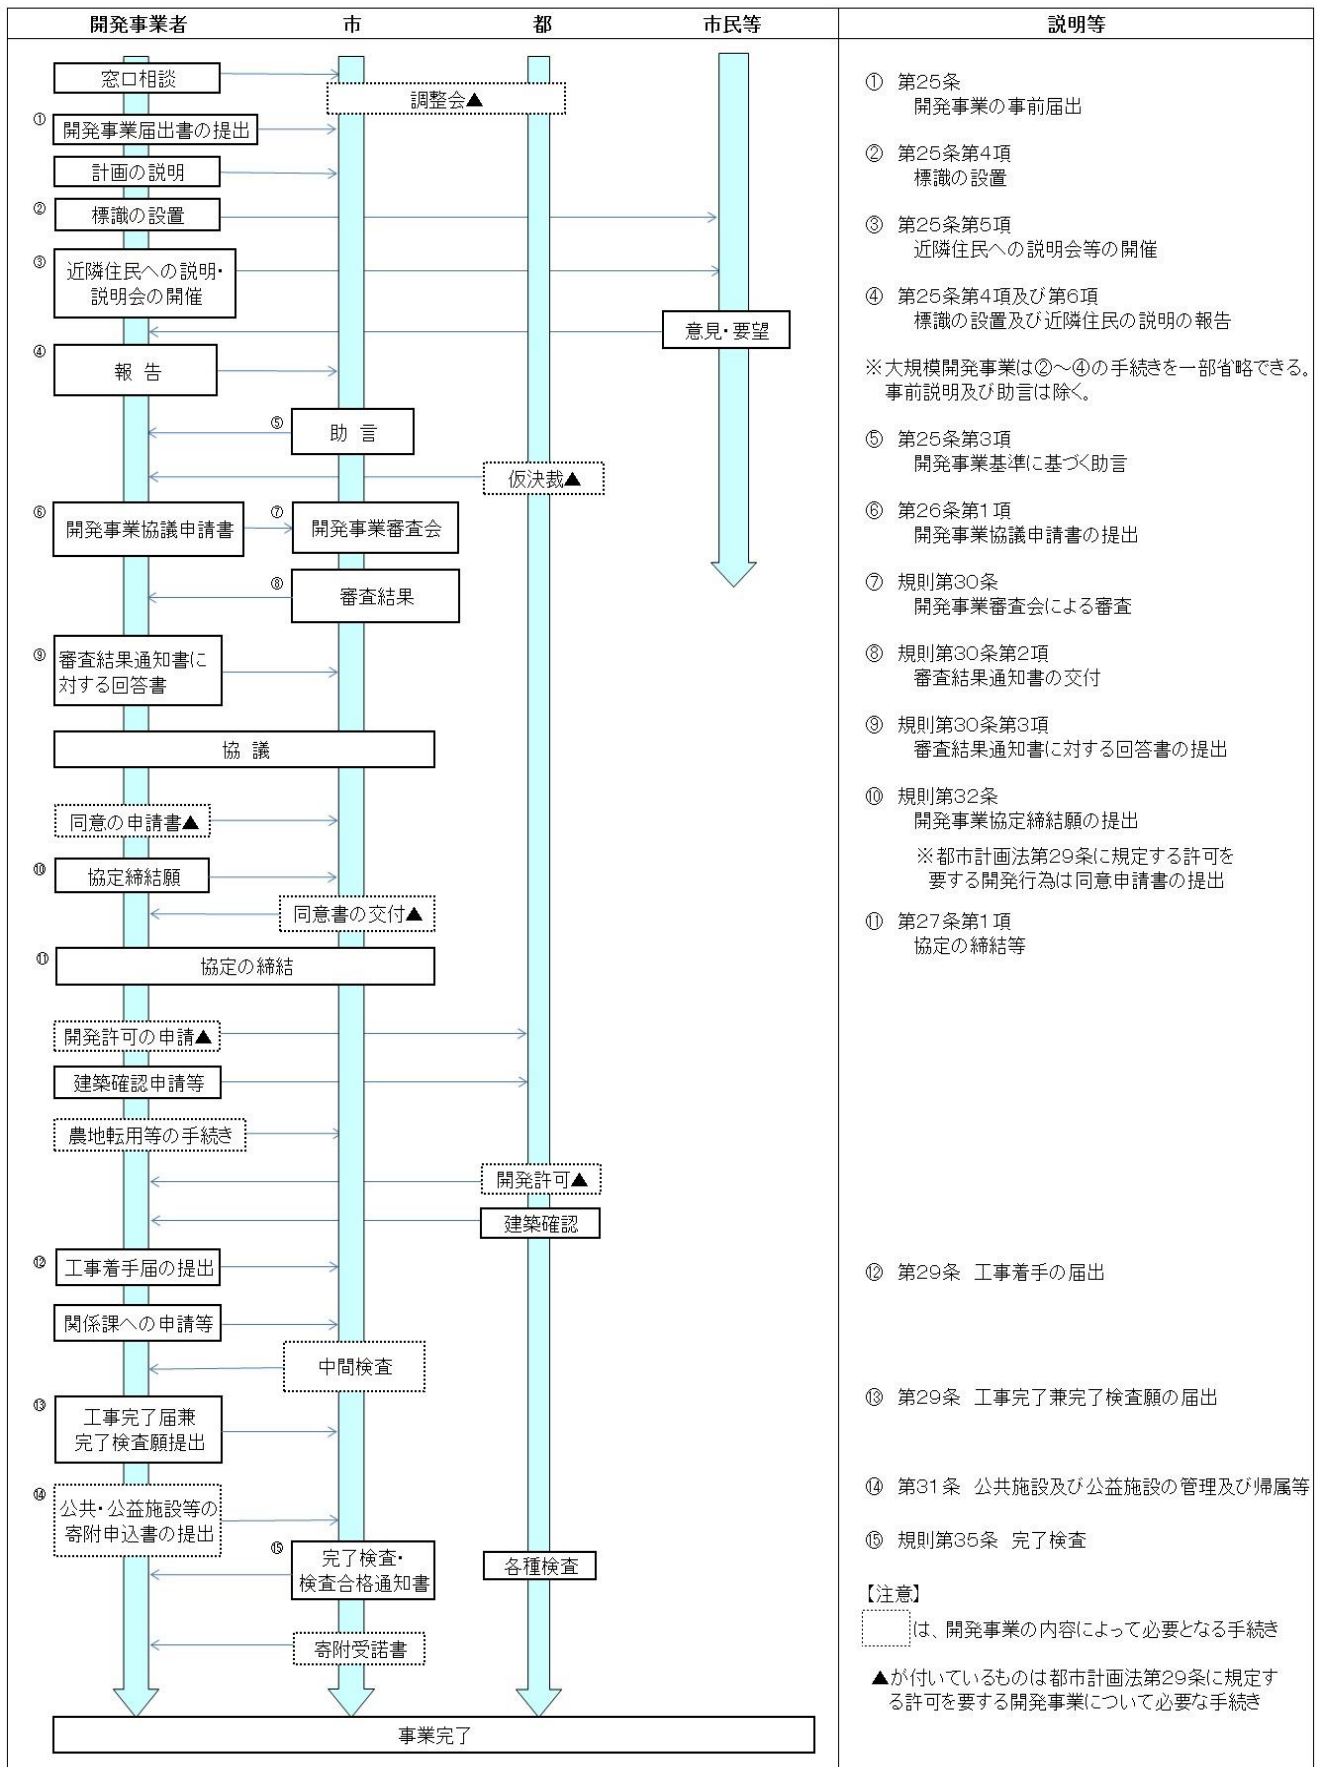 開発事業者 市 都 市民等 説明等
窓口相談
調整会▲
① 開発事業届出書の提出
計画の説明
② 標識の設置
③ 近隣住民への説明・
説明会の開催
意見・要望
④ 報 告
⑤ 助 言
仮決裁▲
⑥ 開発事業協議申請書
⑦ 開発事業審査会
⑧ 審査結果
⑨ 審査結果通知書に
対する回答書
協 議
同意の申請書▲
⑩ 協定締結願
同意書の交付▲
⑪ 協定の締結
開発許可の申請▲
建築確認申請等
農地転用等の手続き
開発許可▲
建築確認
⑫ 工事着手届の提出
関係課への申請等
中間検査
⑬ 工事完了届兼
完了検査願提出
⑭ 公共・公益施設等の
寄附申込書の提出
⑮ 完了検査・
検査合格通知書
各種検査
寄附受諾書
事業完了
① 第25条
開発事業の事前届出
② 第25条第4項
標識の設置
③ 第25条第5項
近隣住民への説明会等の開催
④ 第25条第4項及び第6項
標識の設置及び近隣住民の説明の報告
※大規模開発事業は②～④の手続きを一部省略できる。
事前説明及び助言は除く。
⑤ 第25条第3項
開発事業基準に基づく助言
⑥ 第26条第1項
開発事業協議申請書の提出
⑦ 規則第30条
開発事業審査会による審査
⑧ 規則第30条第2項
審査結果通知書の交付
⑨ 規則第30条第3項
審査結果通知書に対する回答書の提出
⑩ 規則第32条
開発事業協定締結願の提出
※都市計画法第29条に規定する許可を
要する開発行為は同意申請書の提出
⑪ 第27条第1項
協定の締結等
⑫ 第29条 工事着手の届出
⑬ 第29条 工事完了兼完了検査願の届出
⑭ 第31条 公共施設及び公益施設の管理及び帰属等
⑮ 規則第35条 完了検査
【注意】
は、開発事業の内容によって必要となる手続き
▲が付いているものは都市計画法第29条に規定す
る許可を要する開発事業について必要な手続き